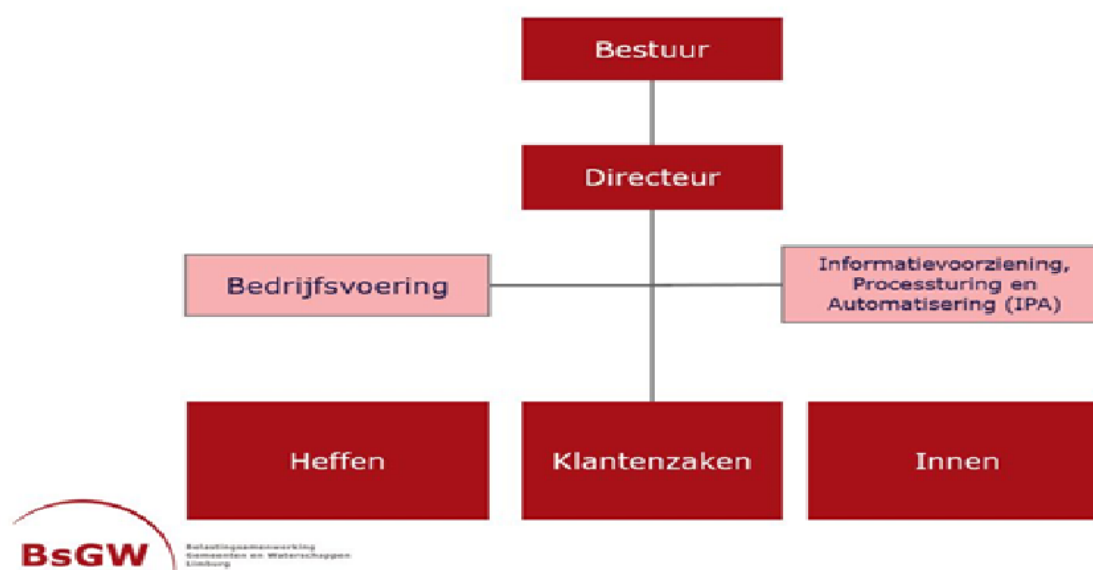 Bestuur
Directeur
Bedrijfsvoering
Informatievoorziening,
Processturing en
Automatisering (IPA)
Heffen
Klantenzaken
Innen
BsGW
Belastingsamenwerking
Gemeenten en Waterschappen
Limburg